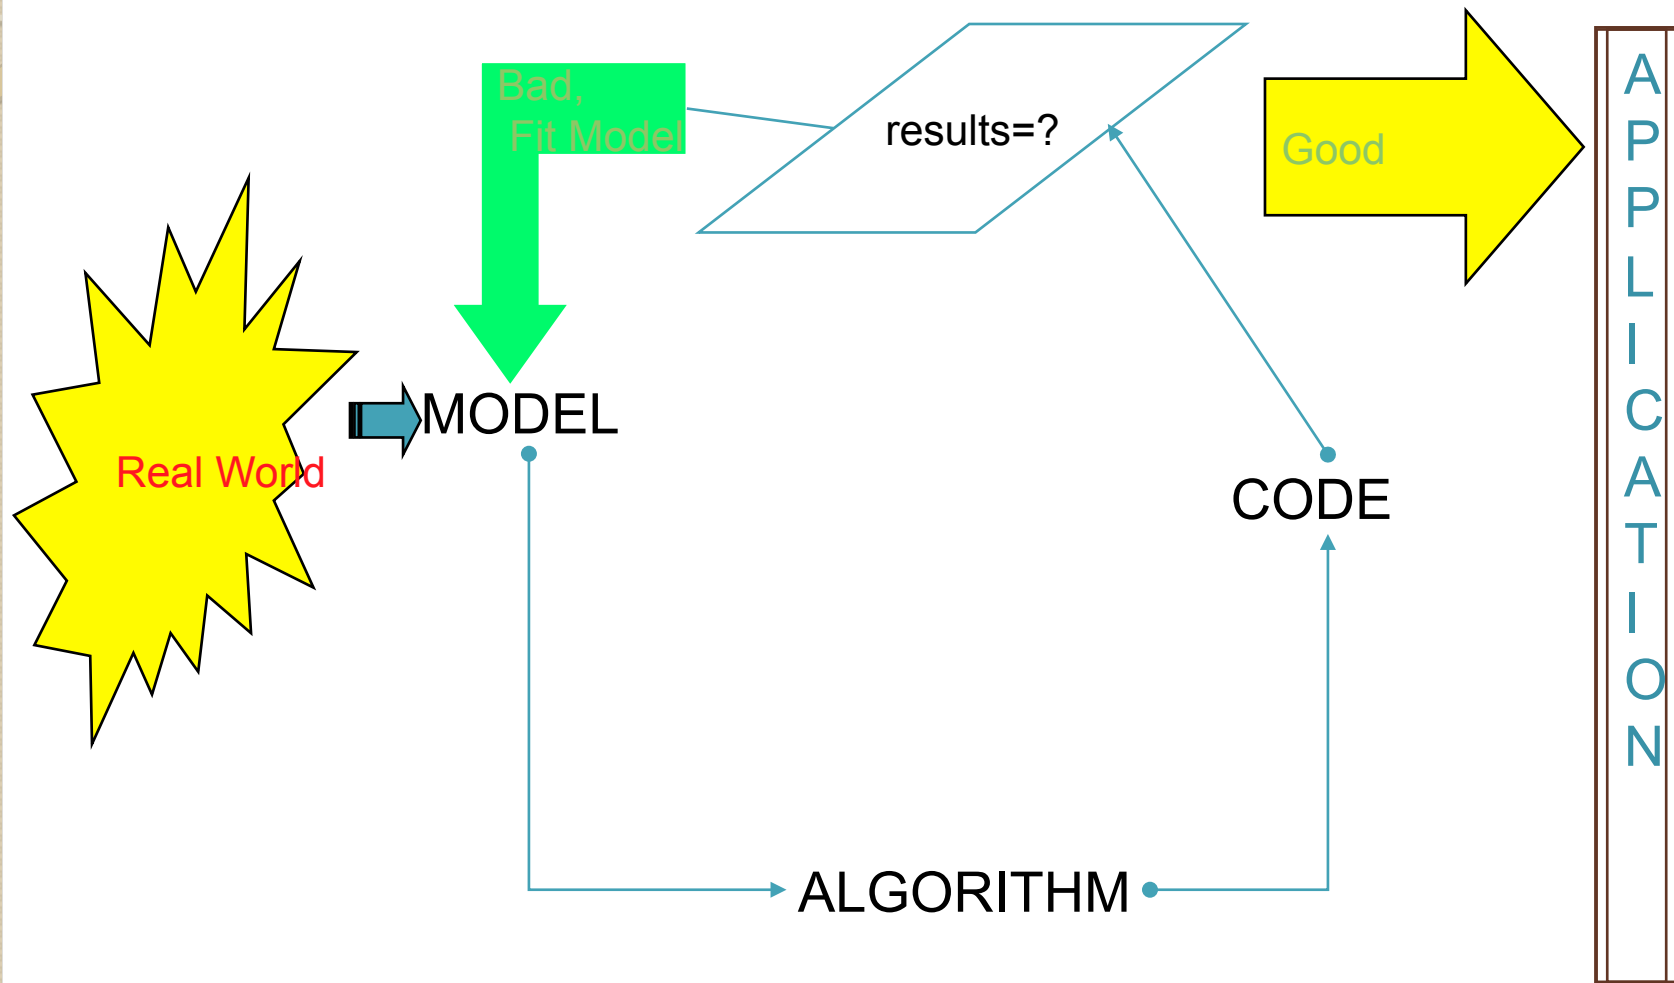 Bad,
Fit Model
results=?
Good
Real World
MODEL
CODE
ALGORITHM
A
P
P
L
I
C
A
T
I
O
N